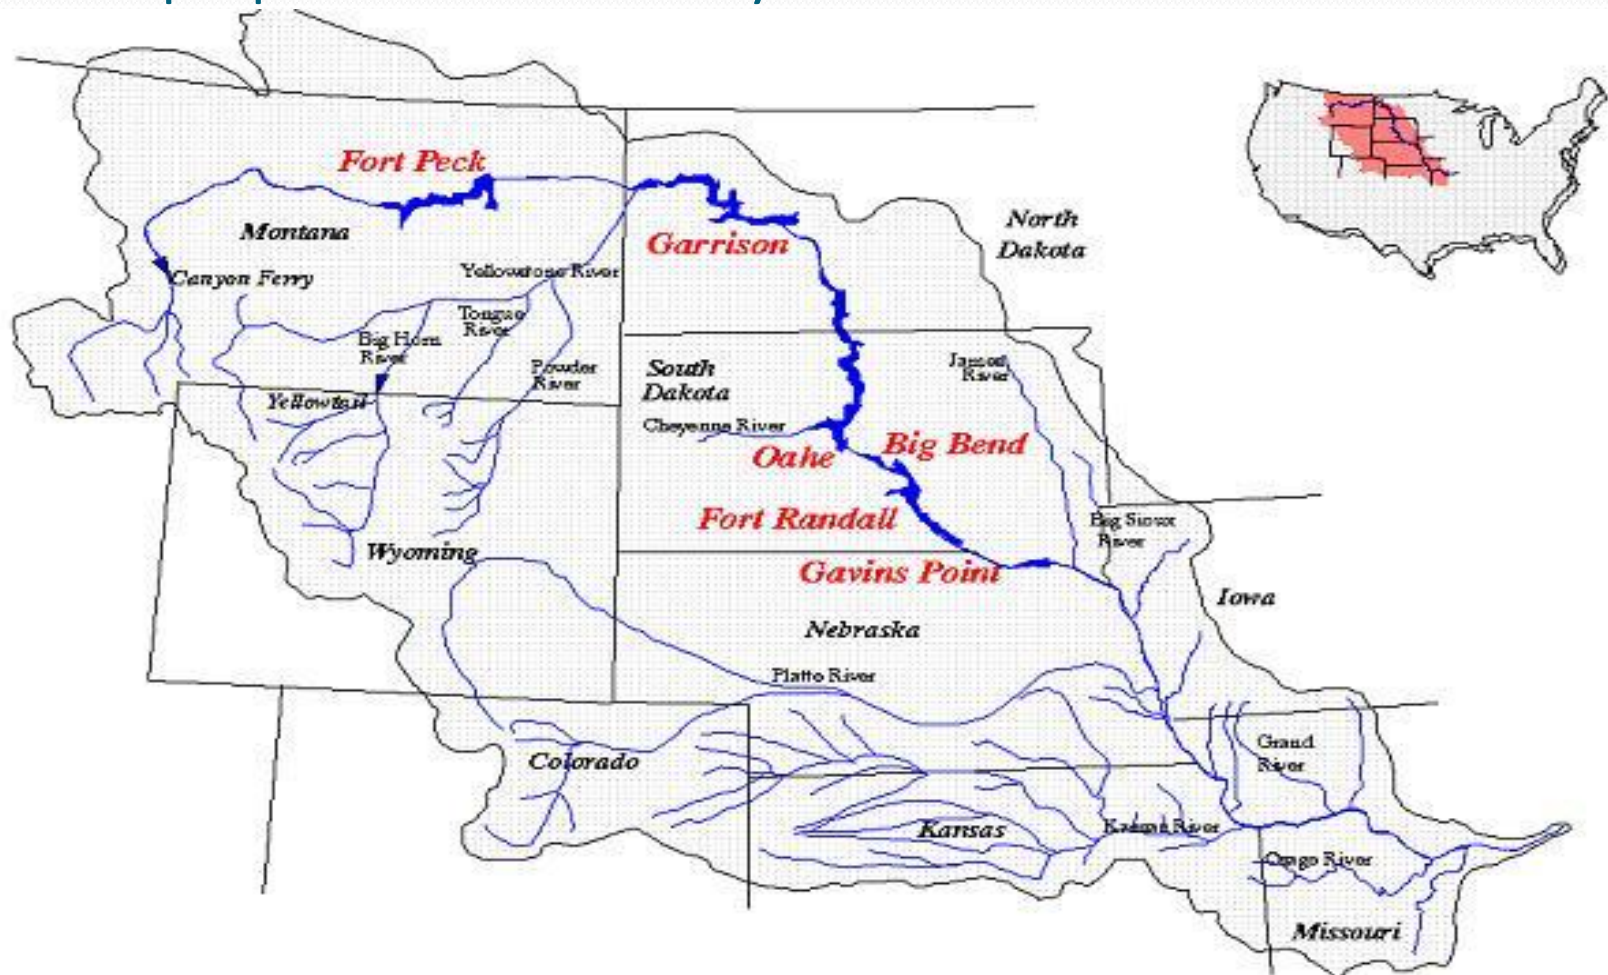 Fort Peck
Montana
Canyon Ferry
Yellowstone River
Garrison
North
Dakota
Big Horn
River
Tongue
River
Powder
River
Yellowtail
South
Dakota
Cheyenne River
James
River
Oahe
Big Bend
Fort Randall
Big Sioux
River
Wyoming
Gavins Point
Iowa
Nebraska
Platte River
Colorado
Grand
River
Kansas
Kansas River
Osage River
Missouri